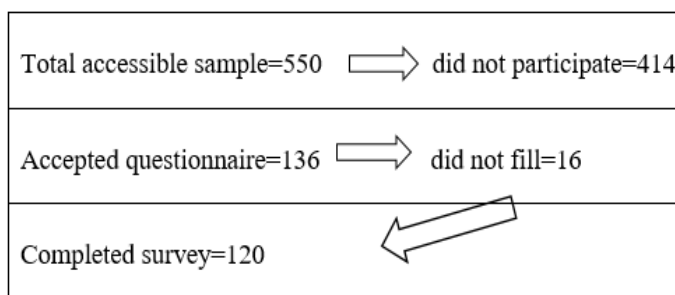 Total accessible sample=550 did not participate=414
Accepted questionnaire=136 did not fill=16
Completed survey=120